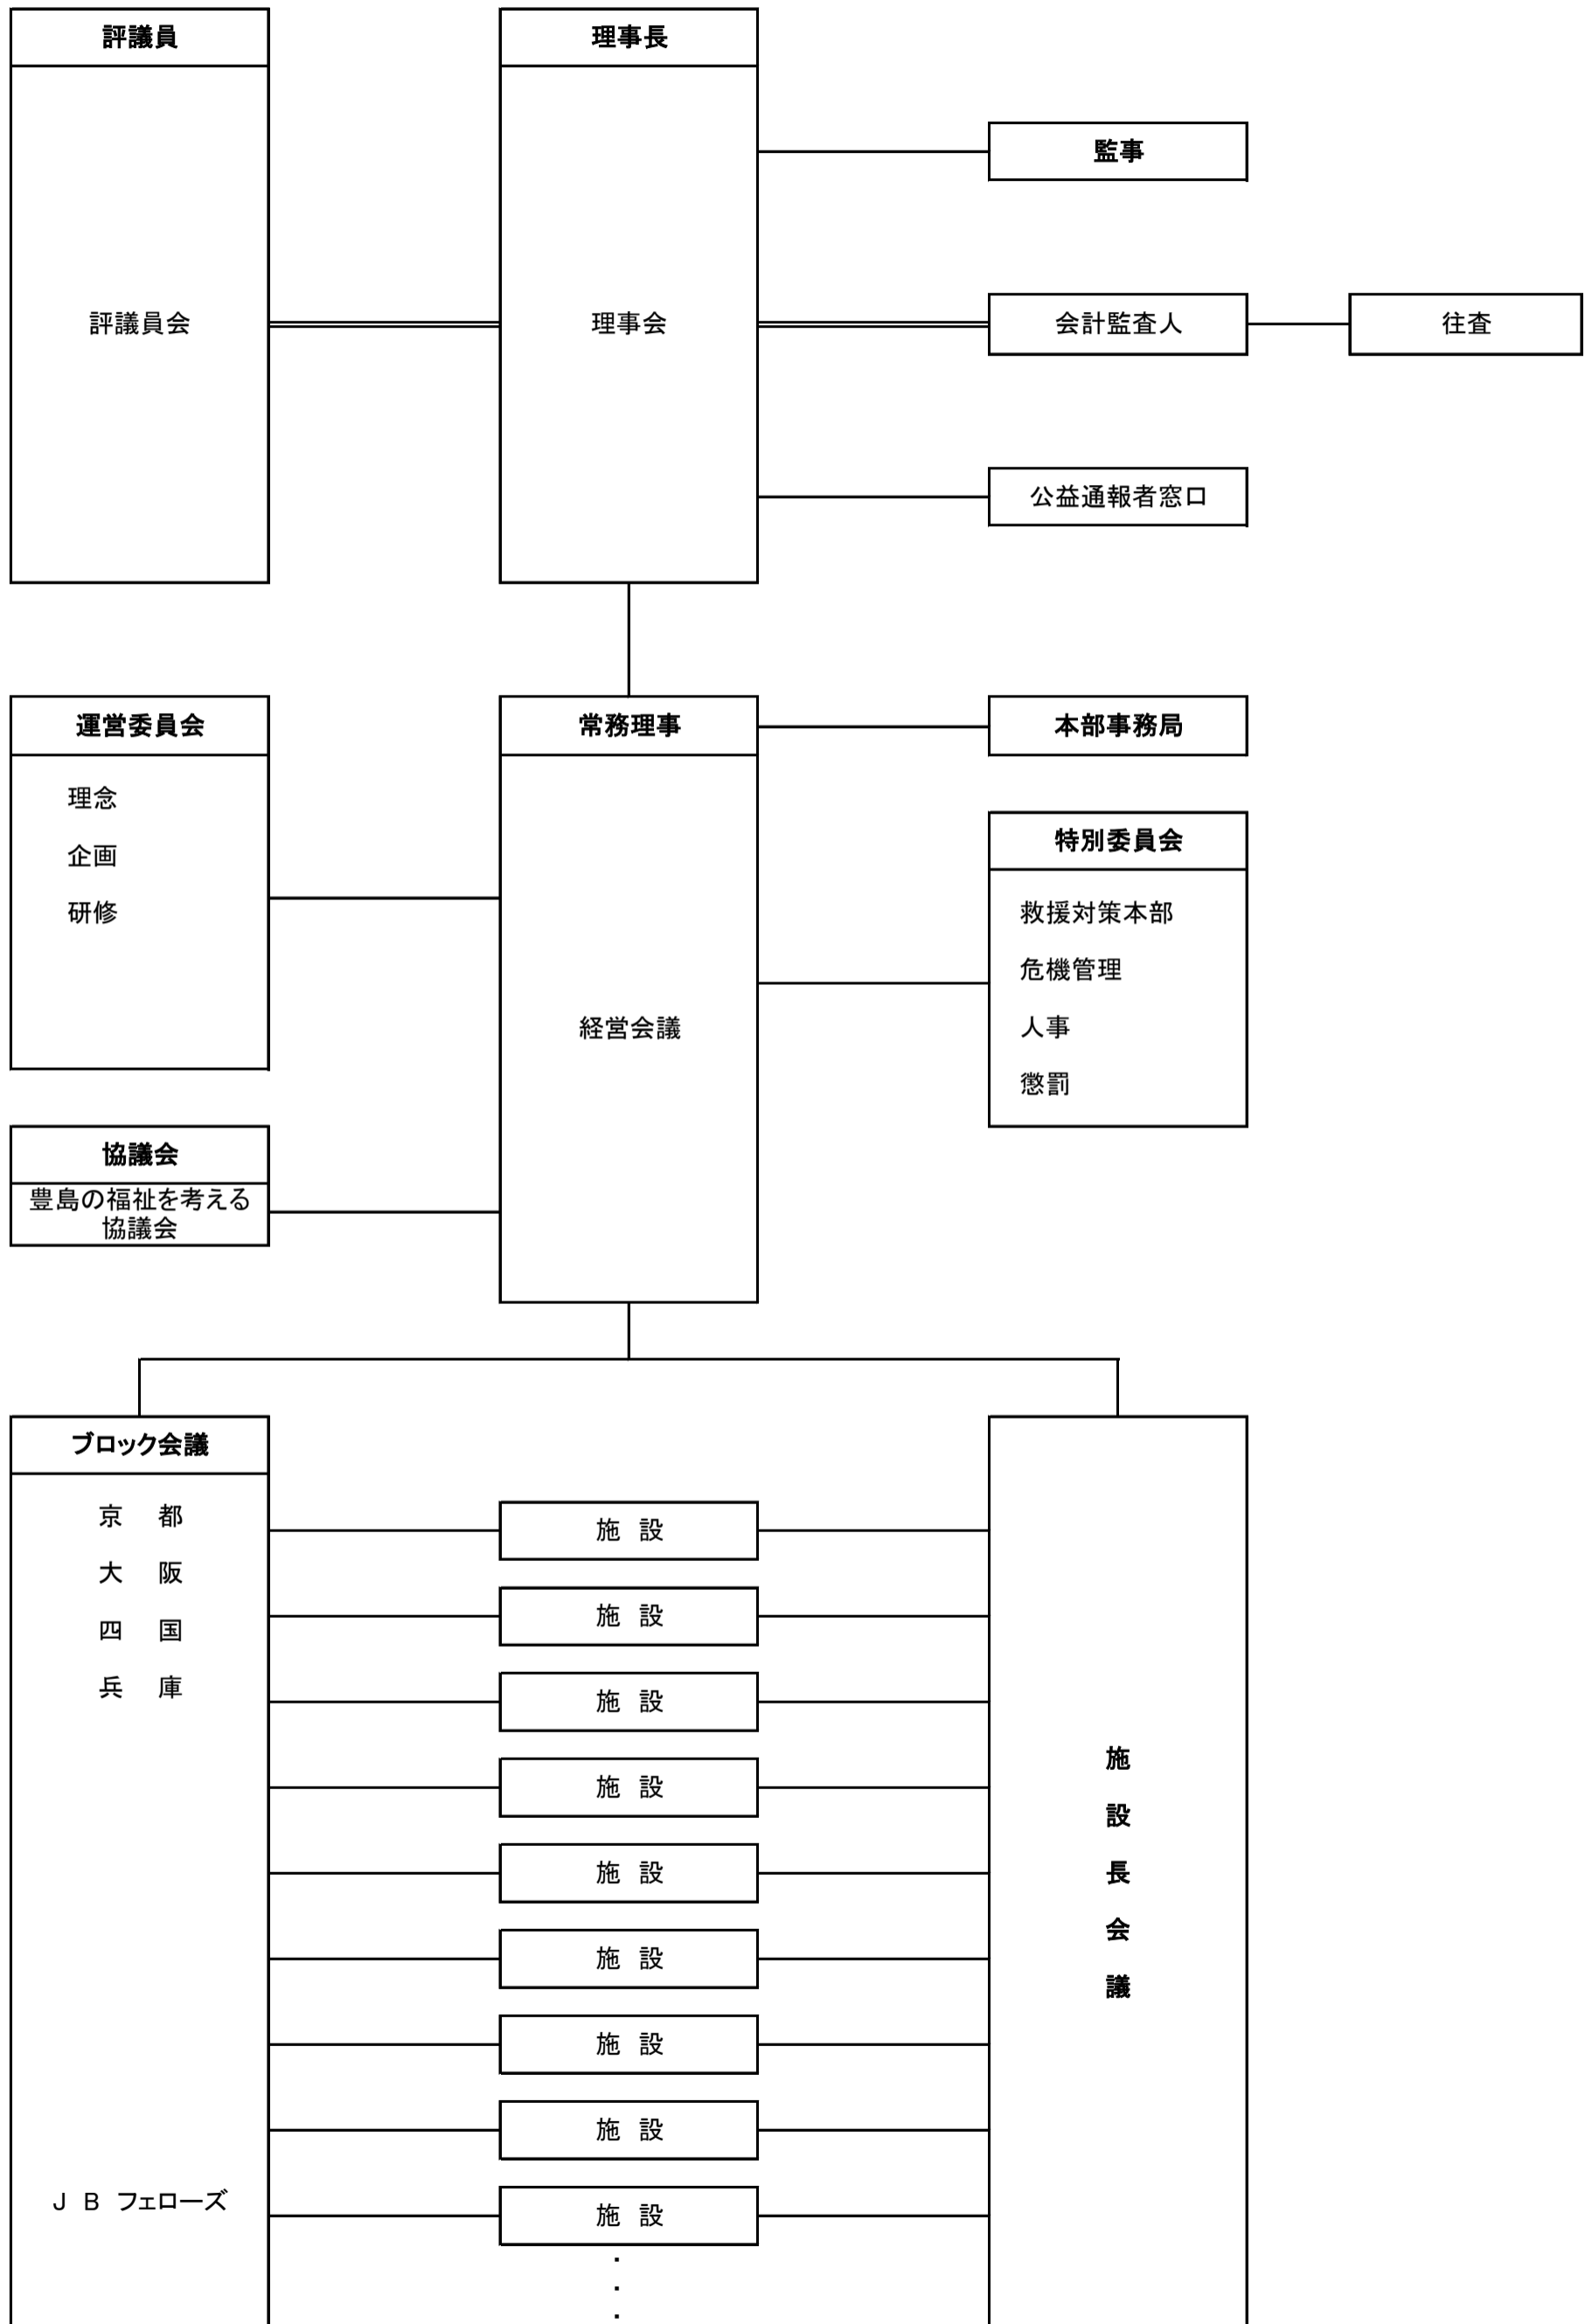 評議員
評議員会
理事長
理事会
監事
会計監査人
往査
公益通報者窓口
運営委員会
理念
企画
研修
常務理事
経営会議
本部事務局
特別委員会
救援対策本部
危機管理
人事
懲罰
協議会
豊島の福祉を考える
協議会
ブロック会議
京 都
大 阪
四 国
兵 庫
J B フェローズ
施 設
施 設
施 設
施 設
施 設
施 設
施 設
施 設
施 設
・
・
・
施
設
長
会
議